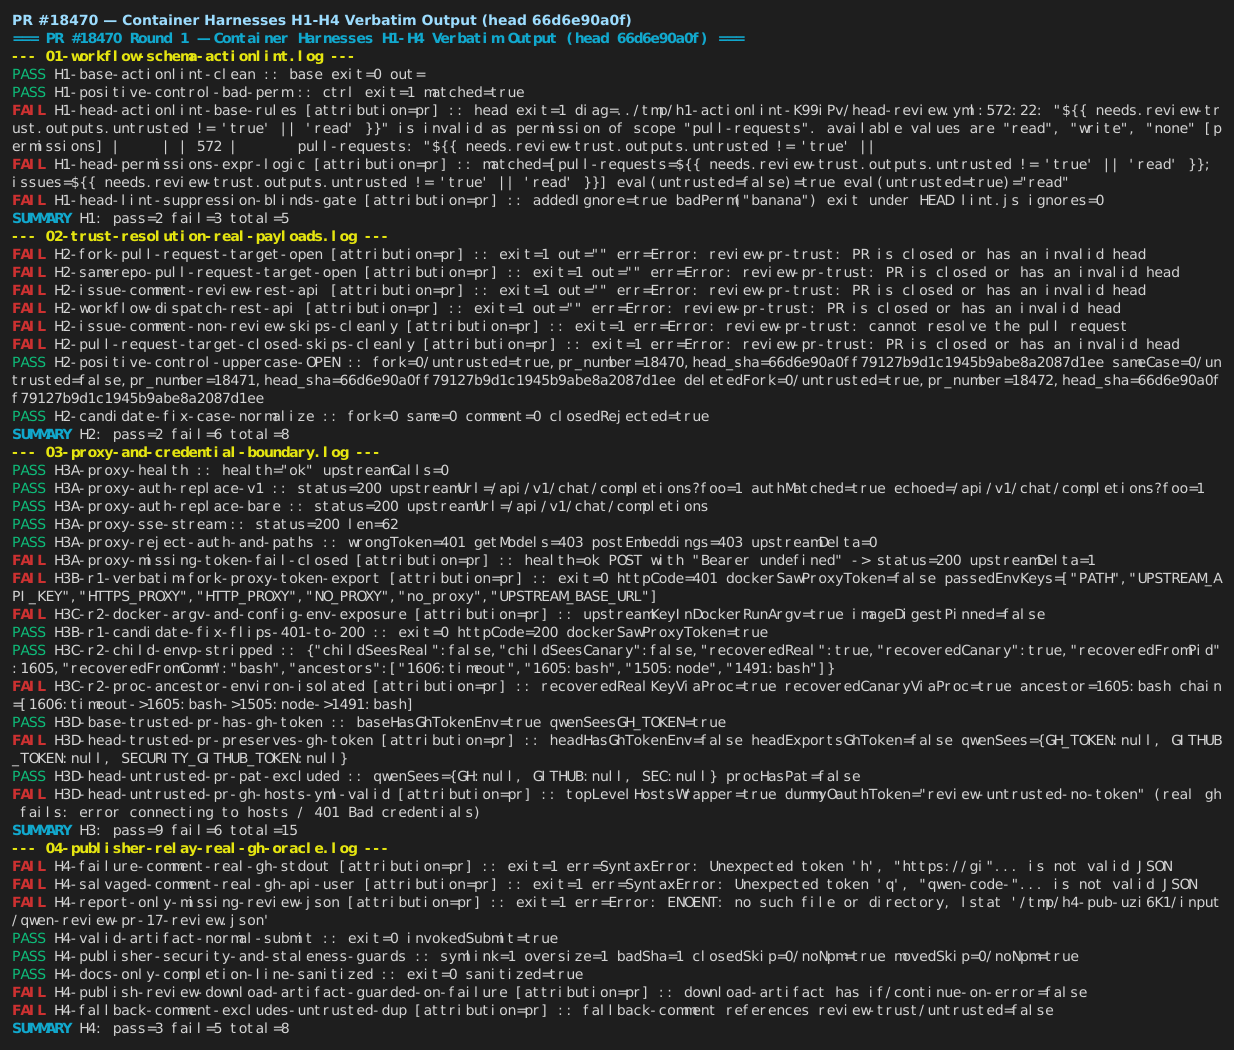 PR #18470 — Container Harnesses H1-H4 Verbatim Output (head 66d6e90a0f)
=== PR #18470 Round 1 — Container Harnesses H1-H4 Verbatim Output (head 66d6e90a0f) ===
--- 01-workflow-schema-actionlint.log ---
PASS H1-base-actionlint-clean :: base exit=0 out=
PASS H1-positive-control-bad-perm :: ctrl exit=1 matched=true
FAIL H1-head-actionlint-base-rules [attribution=pr] :: head exit=1 diag=../tmp/h1-actionlint-K99iPv/head-review.yml:572:22: "${{ needs.review-tr
ust.outputs.untrusted != 'true' || 'read' }}" is invalid as permission of scope "pull-requests". available values are "read", "write", "none" [p
ermissions] |     | | 572 |       pull-requests: "${{ needs.review-trust.outputs.untrusted != 'true' ||
FAIL H1-head-permissions-expr-logic [attribution=pr] :: matched=[pull-requests=${{ needs.review-trust.outputs.untrusted != 'true' || 'read' }};
issues=${{ needs.review-trust.outputs.untrusted != 'true' || 'read' }}] eval(untrusted=false)=true eval(untrusted=true)="read"
FAIL H1-head-lint-suppression-blinds-gate [attribution=pr] :: addedIgnore=true badPerm("banana") exit under HEAD lint.js ignores=0
SUMMARY H1: pass=2 fail=3 total=5
--- 02-trust-resolution-real-payloads.log ---
FAIL H2-fork-pull-request-target-open [attribution=pr] :: exit=1 out="" err=Error: review-pr-trust: PR is closed or has an invalid head
FAIL H2-samerepo-pull-request-target-open [attribution=pr] :: exit=1 out="" err=Error: review-pr-trust: PR is closed or has an invalid head
FAIL H2-issue-comment-review-rest-api [attribution=pr] :: exit=1 out="" err=Error: review-pr-trust: PR is closed or has an invalid head
FAIL H2-workflow-dispatch-rest-api [attribution=pr] :: exit=1 out="" err=Error: review-pr-trust: PR is closed or has an invalid head
FAIL H2-issue-comment-non-review-skips-cleanly [attribution=pr] :: exit=1 err=Error: review-pr-trust: cannot resolve the pull request
FAIL H2-pull-request-target-closed-skips-cleanly [attribution=pr] :: exit=1 err=Error: review-pr-trust: PR is closed or has an invalid head
PASS H2-positive-control-uppercase-OPEN :: fork=0/untrusted=true,pr_number=18470,head_sha=66d6e90a0ff79127b9d1c1945b9abe8a2087d1ee sameCase=0/un
trusted=false,pr_number=18471,head_sha=66d6e90a0ff79127b9d1c1945b9abe8a2087d1ee deletedFork=0/untrusted=true,pr_number=18472,head_sha=66d6e90a0f
f79127b9d1c1945b9abe8a2087d1ee
PASS H2-candidate-fix-case-normalize :: fork=0 same=0 comment=0 closedRejected=true
SUMMARY H2: pass=2 fail=6 total=8
--- 03-proxy-and-credential-boundary.log ---
PASS H3A-proxy-health :: health="ok" upstreamCalls=0
PASS H3A-proxy-auth-replace-v1 :: status=200 upstreamUrl=/api/v1/chat/completions?foo=1 authMatched=true echoed=/api/v1/chat/completions?foo=1
PASS H3A-proxy-auth-replace-bare :: status=200 upstreamUrl=/api/v1/chat/completions
PASS H3A-proxy-sse-stream :: status=200 len=62
PASS H3A-proxy-reject-auth-and-paths :: wrongToken=401 getModels=403 postEmbeddings=403 upstreamDelta=0
FAIL H3A-proxy-missing-token-fail-closed [attribution=pr] :: health=ok POST with "Bearer undefined" -> status=200 upstreamDelta=1
FAIL H3B-r1-verbatim-fork-proxy-token-export [attribution=pr] :: exit=0 httpCode=401 dockerSawProxyToken=false passedEnvKeys=["PATH","UPSTREAM_A
PI_KEY","HTTPS_PROXY","HTTP_PROXY","NO_PROXY","no_proxy","UPSTREAM_BASE_URL"]
FAIL H3C-r2-docker-argv-and-config-env-exposure [attribution=pr] :: upstreamKeyInDockerRunArgv=true imageDigestPinned=false
PASS H3B-r1-candidate-fix-flips-401-to-200 :: exit=0 httpCode=200 dockerSawProxyToken=true
PASS H3C-r2-child-envp-stripped :: {"childSeesReal":false,"childSeesCanary":false,"recoveredReal":true,"recoveredCanary":true,"recoveredFromPid"
:1605,"recoveredFromComm":"bash","ancestors":["1606:timeout","1605:bash","1505:node","1491:bash"]}
FAIL H3C-r2-proc-ancestor-environ-isolated [attribution=pr] :: recoveredRealKeyViaProc=true recoveredCanaryViaProc=true ancestor=1605:bash chain
=[1606:timeout->1605:bash->1505:node->1491:bash]
PASS H3D-base-trusted-pr-has-gh-token :: baseHasGhTokenEnv=true qwenSeesGH_TOKEN=true
FAIL H3D-head-trusted-pr-preserves-gh-token [attribution=pr] :: headHasGhTokenEnv=false headExportsGhToken=false qwenSees={GH_TOKEN:null, GITHUB
_TOKEN:null, SECURITY_GITHUB_TOKEN:null}
PASS H3D-head-untrusted-pr-pat-excluded :: qwenSees={GH:null, GITHUB:null, SEC:null} procHasPat=false
FAIL H3D-head-untrusted-pr-gh-hosts-yml-valid [attribution=pr] :: topLevelHostsWrapper=true dummyOauthToken="review-untrusted-no-token" (real gh
 fails: error connecting to hosts / 401 Bad credentials)
SUMMARY H3: pass=9 fail=6 total=15
--- 04-publisher-relay-real-gh-oracle.log ---
FAIL H4-failure-comment-real-gh-stdout [attribution=pr] :: exit=1 err=SyntaxError: Unexpected token 'h', "https://gi"... is not valid JSON
FAIL H4-salvaged-comment-real-gh-api-user [attribution=pr] :: exit=1 err=SyntaxError: Unexpected token 'q', "qwen-code-"... is not valid JSON
FAIL H4-report-only-missing-review-json [attribution=pr] :: exit=1 err=Error: ENOENT: no such file or directory, lstat '/tmp/h4-pub-uzi6K1/input
/qwen-review-pr-17-review.json'
PASS H4-valid-artifact-normal-submit :: exit=0 invokedSubmit=true
PASS H4-publisher-security-and-staleness-guards :: symlink=1 oversize=1 badSha=1 closedSkip=0/noNpm=true movedSkip=0/noNpm=true
PASS H4-docs-only-completion-line-sanitized :: exit=0 sanitized=true
FAIL H4-publish-review-download-artifact-guarded-on-failure [attribution=pr] :: download-artifact has if/continue-on-error=false
FAIL H4-fallback-comment-excludes-untrusted-dup [attribution=pr] :: fallback-comment references review-trust/untrusted=false
SUMMARY H4: pass=3 fail=5 total=8